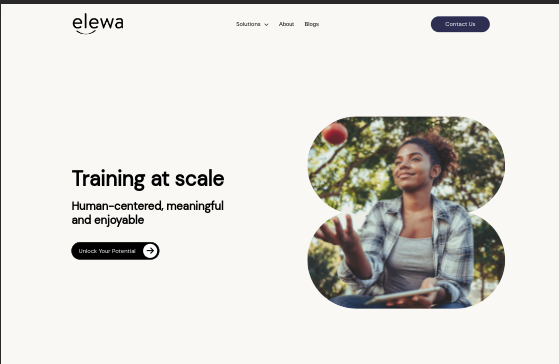 elewa
Solutions
About
Blogs
Contact Us
Training at scale
Human-centered, meaningful
and enjoyable
Unlock Your Potential